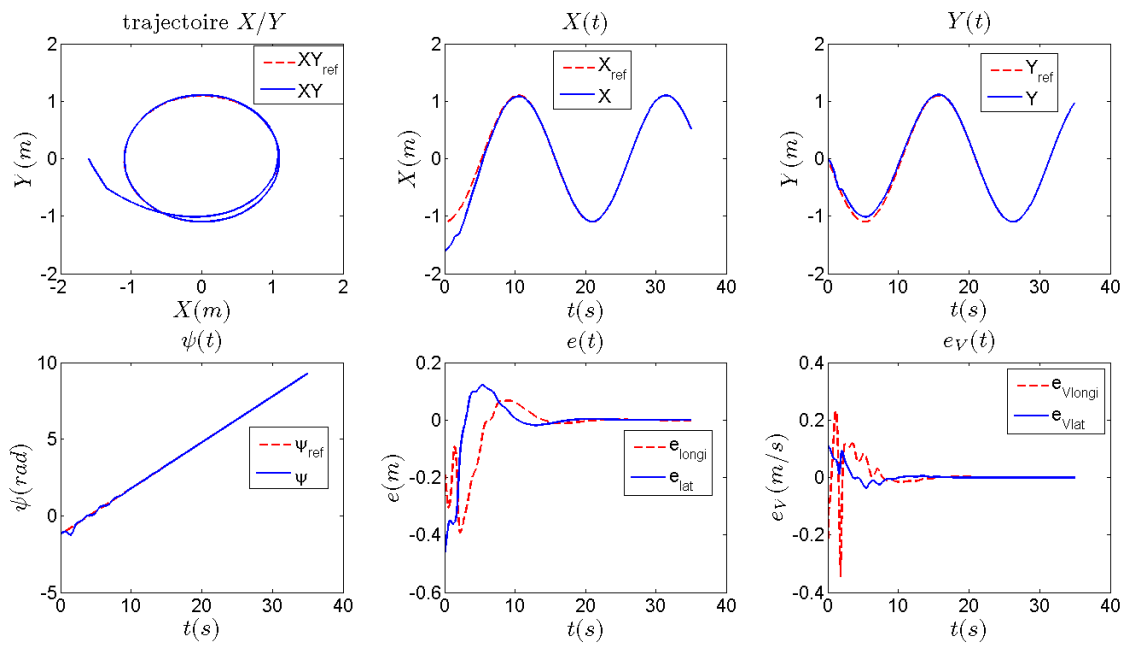 trajectoire X/Y
2
1
0
-1
-2
Y(m)
-2
-1
0
1
2
X(m)
XY_ref
XY
X(t)
2
1
0
-1
-2
X(m)
0
10
20
30
40
t(s)
X_ref
X
Y(t)
2
1
0
-1
-2
Y(m)
0
10
20
30
40
t(s)
Y_ref
Y
ψ(t)
10
5
0
-5
ψ(rad)
0
10
20
30
40
t(s)
ψ_ref
ψ
e(t)
0.2
0
-0.2
-0.4
-0.6
e(m)
0
10
20
30
40
t(s)
e_longi
e_lat
e_V(t)
0.4
0.2
0
-0.2
-0.4
e_V(m/s)
0
10
20
30
40
t(s)
e_Vlongi
e_Vlat